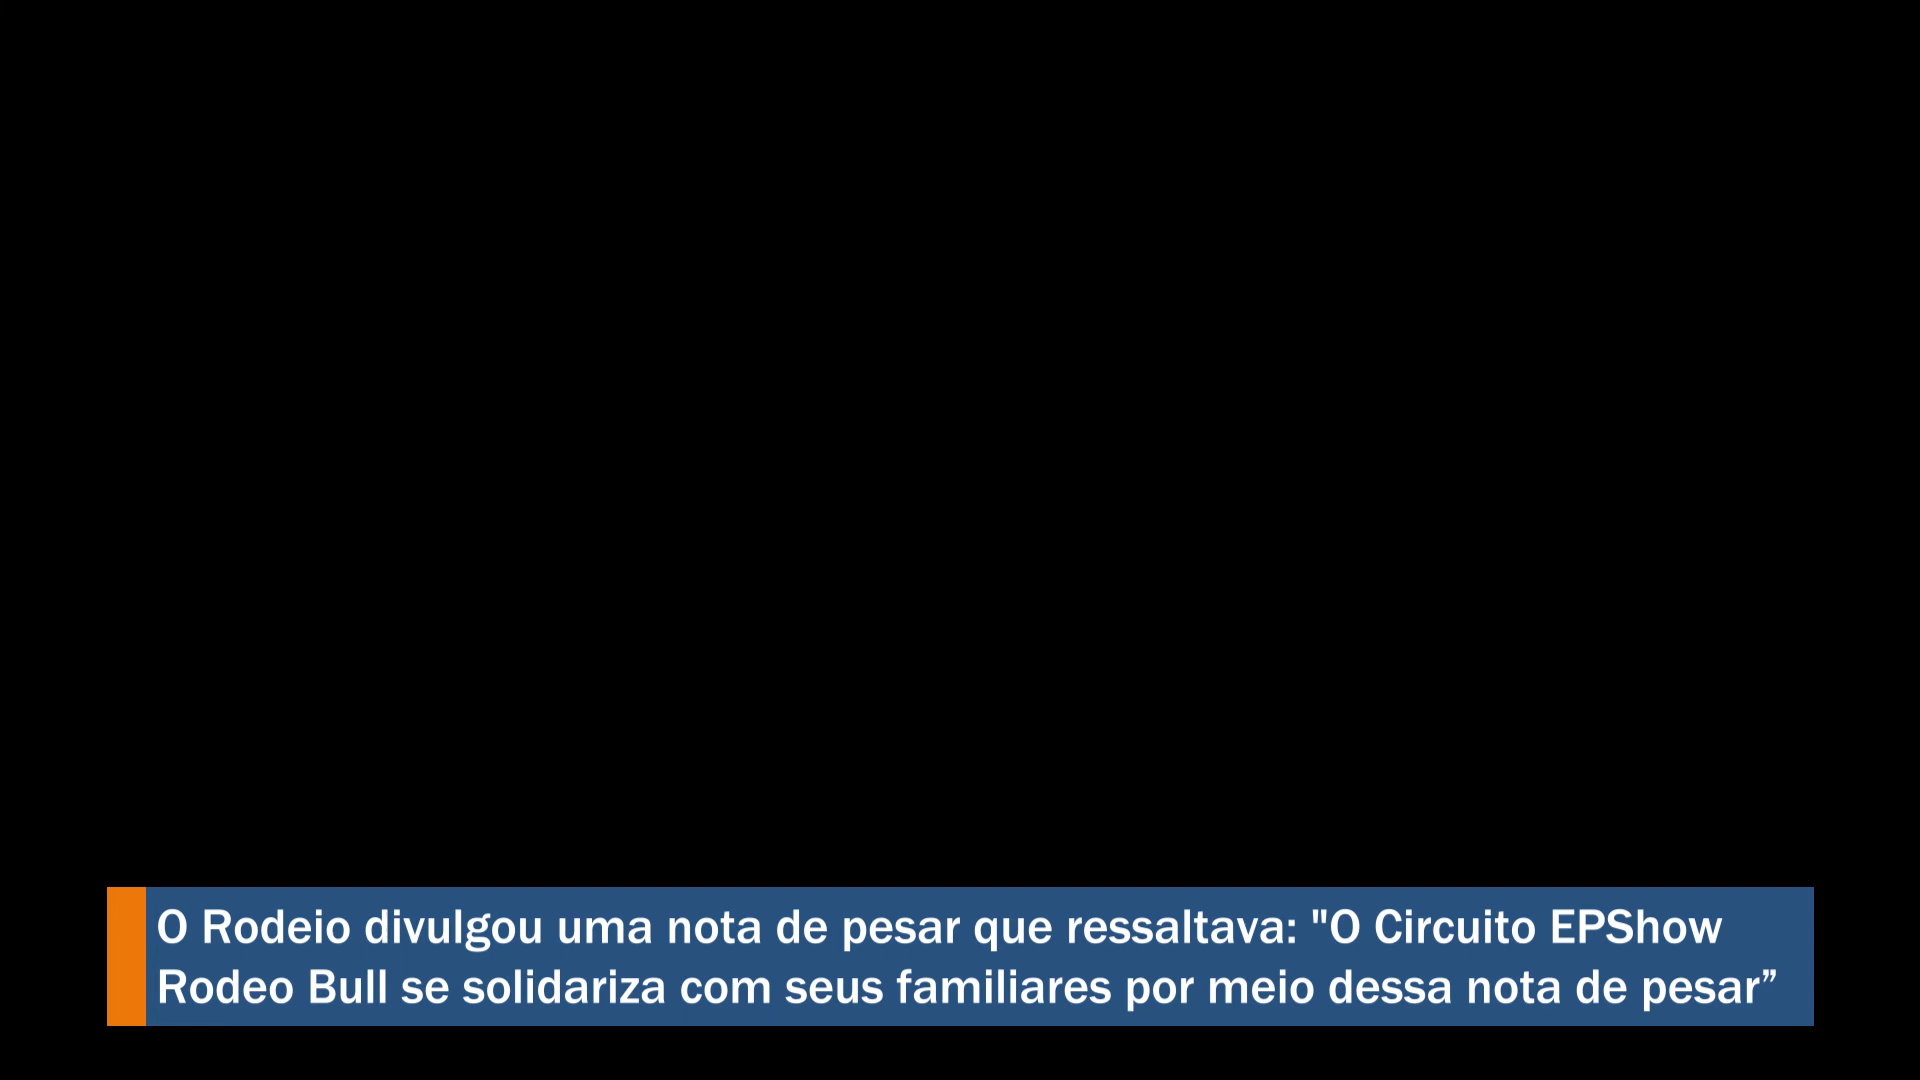 O Rodeio divulgou uma nota de pesar que ressaltava: "O Circuito EPShow
Rodeo Bull se solidariza com seus familiares por meio dessa nota de pesar”